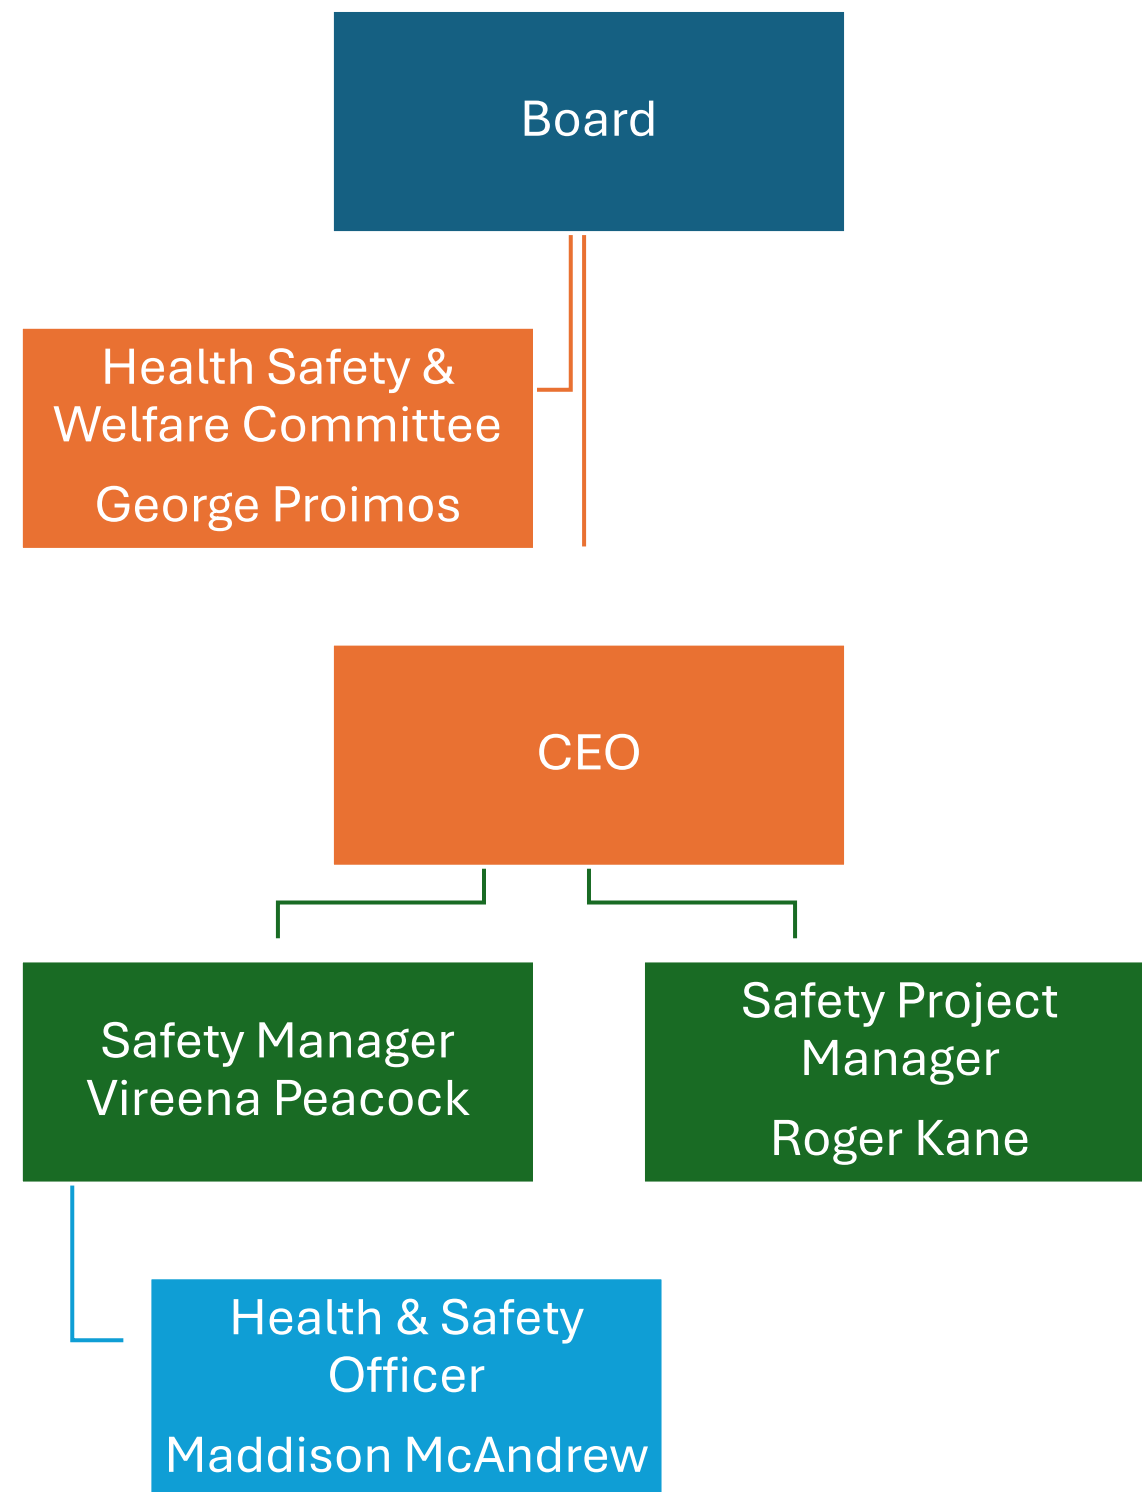 Board
Health Safety &
Welfare Committee
George Proimos
CEO
Safety Manager
Vireena Peacock
Safety Project
Manager
Roger Kane
Health & Safety
Officer
Maddison McAndrew